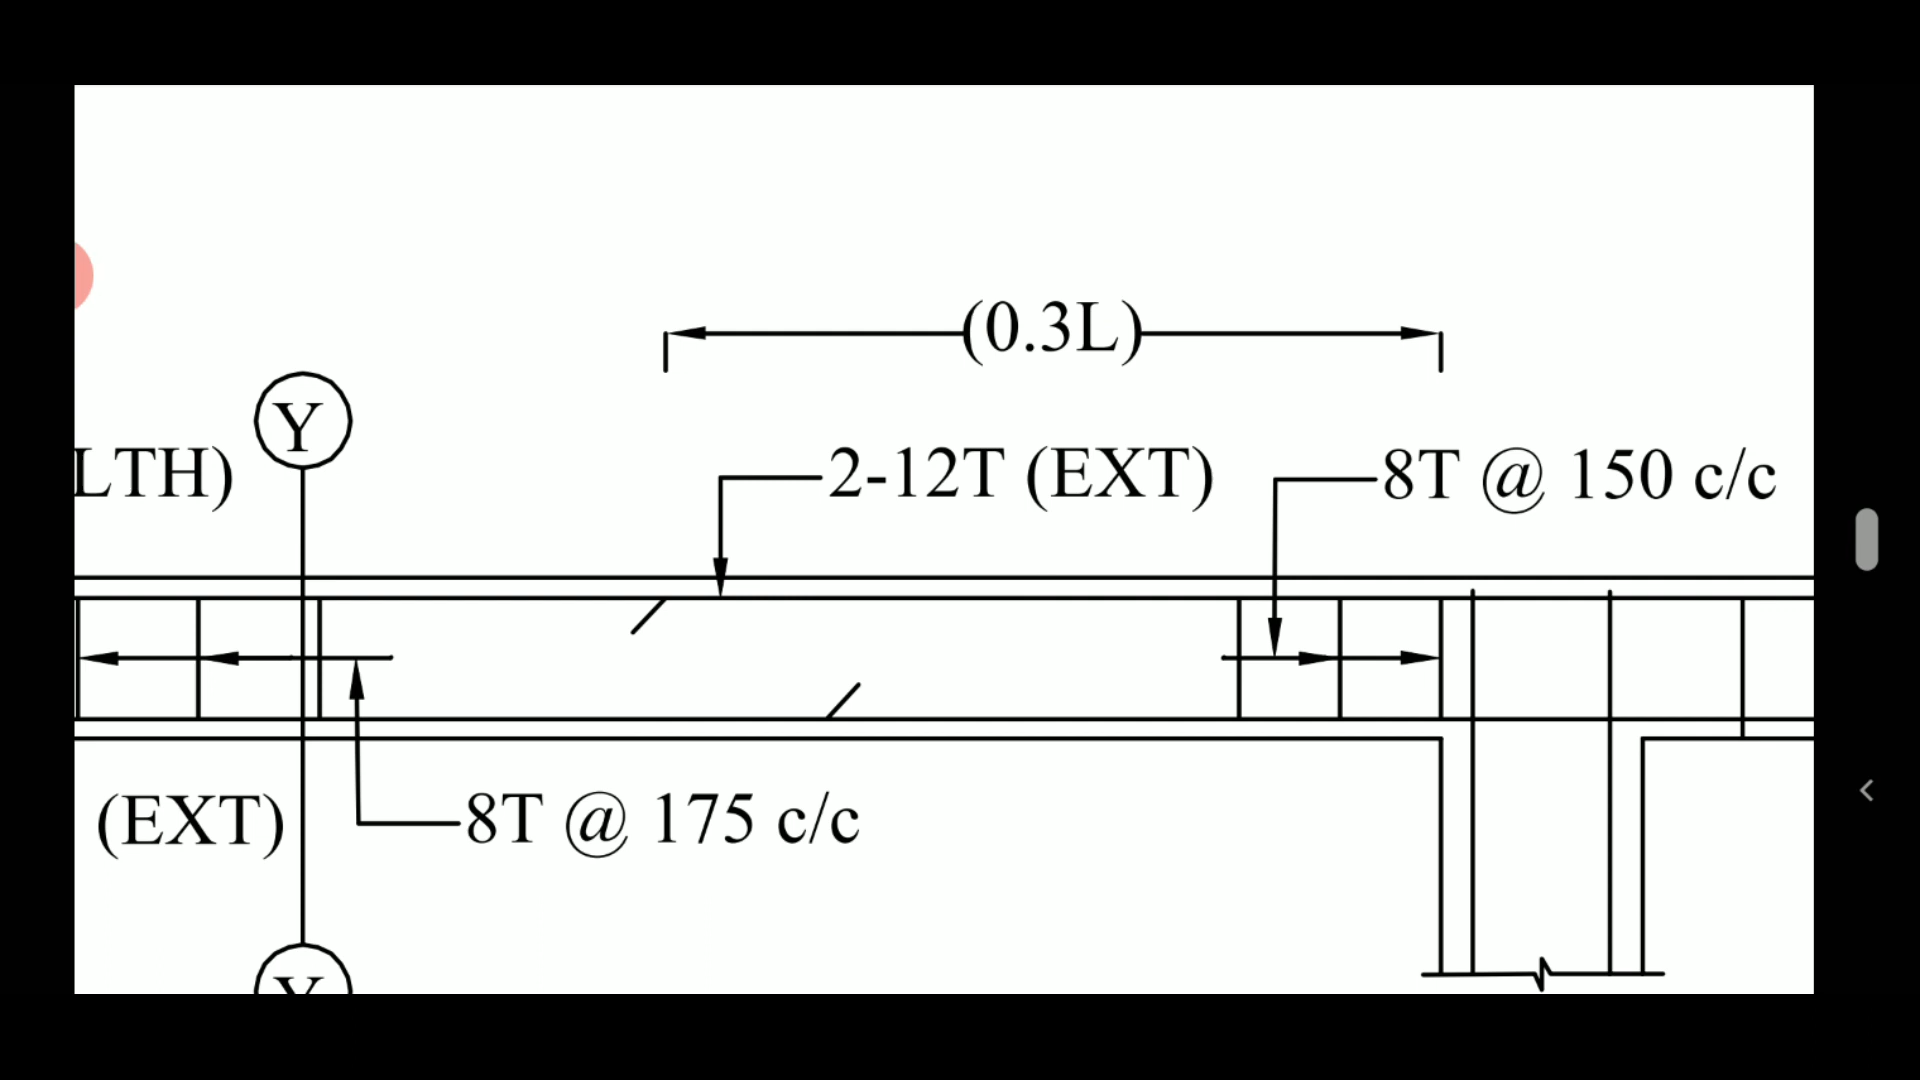 (0.3L)
Y
LTH)
2-12T (EXT)
8T @ 150 c/c
(EXT)
8T @ 175 c/c